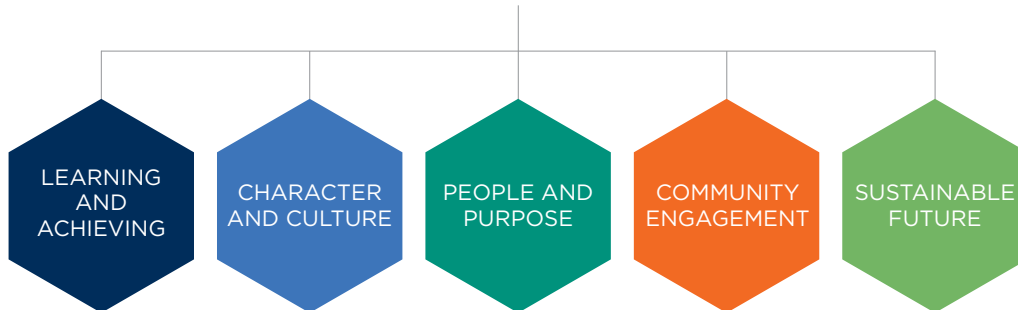 LEARNING
AND
ACHIEVING
CHARACTER
AND CULTURE
PEOPLE AND
PURPOSE
COMMUNITY
ENGAGEMENT
SUSTAINABLE
FUTURE